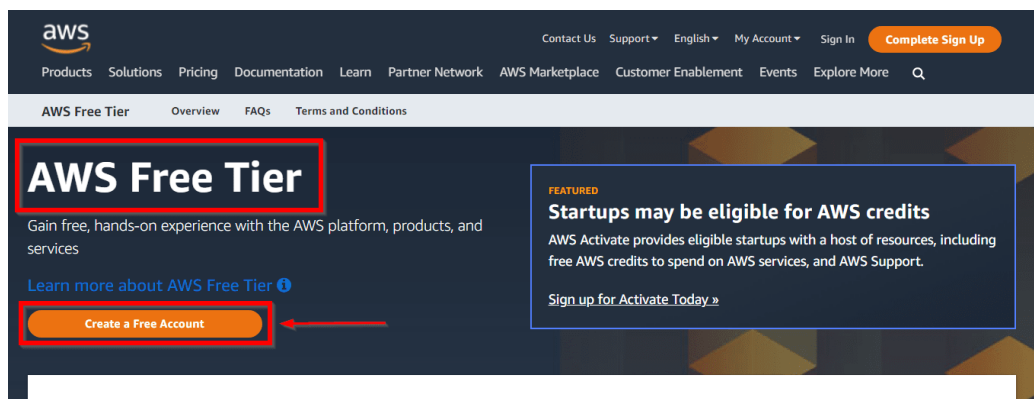 aws
Contact Us Support English My Account Sign In Complete Sign Up
Products Solutions Pricing Documentation Learn Partner Network AWS Marketplace Customer Enablement Events Explore More
AWS Free Tier Overview FAQs Terms and Conditions
AWS Free Tier
Gain free, hands-on experience with the AWS platform, products, and
services
Learn more about AWS Free Tier
Create a Free Account
FEATURED
Startups may be eligible for AWS credits
AWS Activate provides eligible startups with a host of resources, including
free AWS credits to spend on AWS services, and AWS Support.
Sign up for Activate Today »